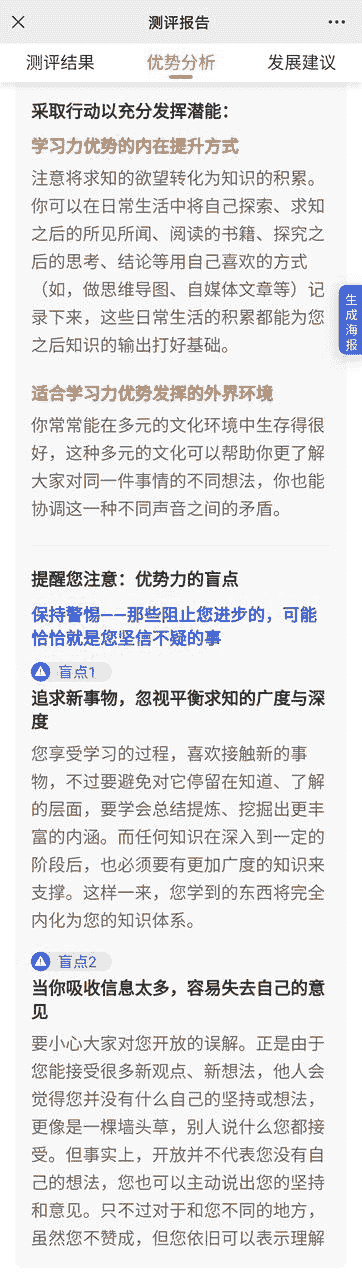 测评报告
测评结果 优势分析 发展建议
采取行动以充分发挥潜能：
学习力优势的内在提升方式
注意将求知的欲望转化为知识的积累。
你可以在日常生活中将自己探索、求知
之后的所见所闻、阅读的书籍、探究之
后的思考、结论等用自己喜欢的方式
（如，做思维导图、自媒体文章等）记
录下来，这些日常生活的积累都能为您
之后知识的输出打好基础。
生成海报
适合学习力优势发挥的外界环境
你常常能在多元的文化环境中生存得很
好，这种多元的文化可以帮助你更了解
大家对同一件事情的不同想法，你也能
协调这一种不同声音之间的矛盾。
提醒您注意：优势力的盲点
保持警惕——那些阻止您进步的，可能
恰恰就是您坚信不疑的事
盲点1
追求新事物，忽视平衡求知的广度与深
度
您享受学习的过程，喜欢接触新的事
物，不过要避免对它停留在知道、了解
的层面，要学会总结提炼、挖掘出更丰
富的内涵。而任何知识在深入到一定的
阶段后，也必须要有更加广度的知识来
支撑。这样一来，您学到的东西将完全
内化为您的知识体系。
盲点2
当你吸收信息太多，容易失去自己的意
见
要小心大家对您开放的误解。正是由于
您能接受很多新观点、新想法，他人会
觉得您并没有什么自己的坚持或想法，
更像是一棵墙头草，别人说什么您都接
受。但事实上，开放并不代表您没有自
己的想法，您也可以主动说出您的坚持
和意见。只不过对于和您不同的地方，
虽然您不赞成，但您依旧可以表示理解